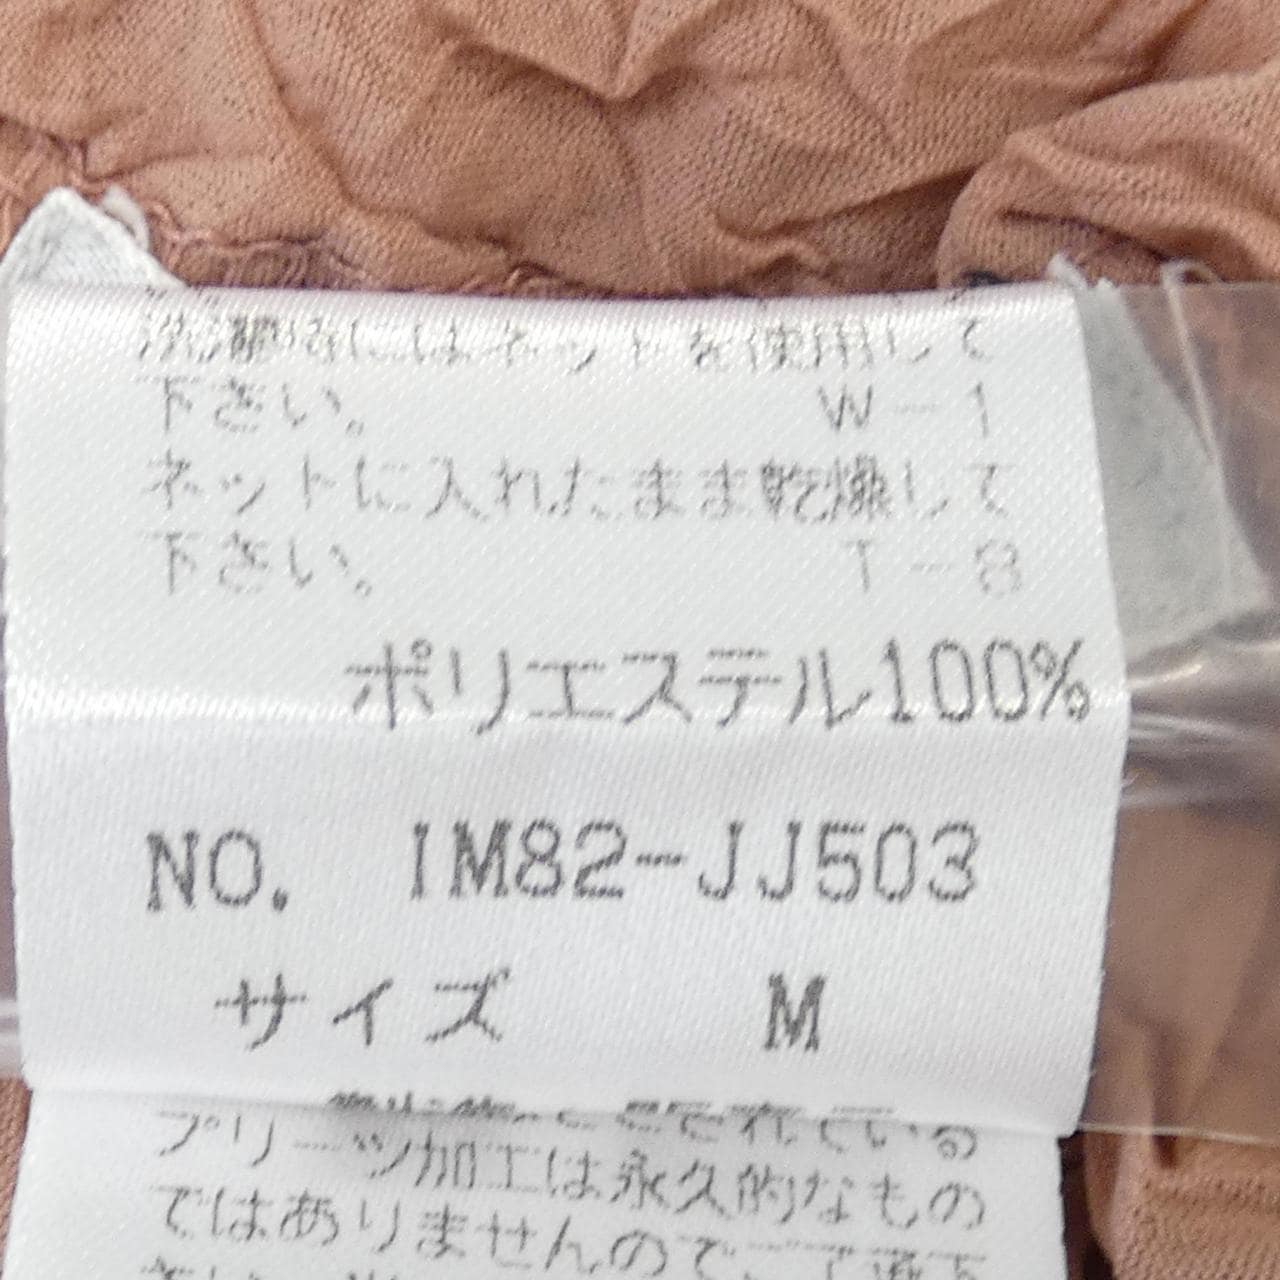 洗濯時にはネットを使用して
下さい。 W-1
ネットに入れたまま乾燥して
下さい。 T-8
ポリエステル100%
NO. IM82-JJ503
サイズ M
プリーツ加工は永久的なもの
ではありませんので